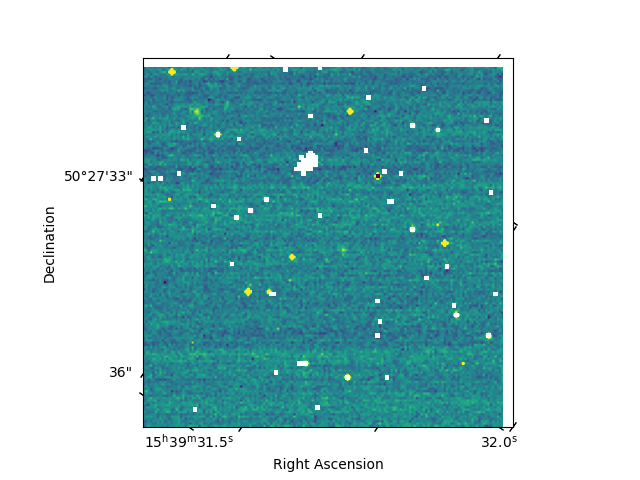 50°27'33"
Declination
36"
15ʰ39ᵐ31.5ˢ
32.0ˢ
Right Ascension